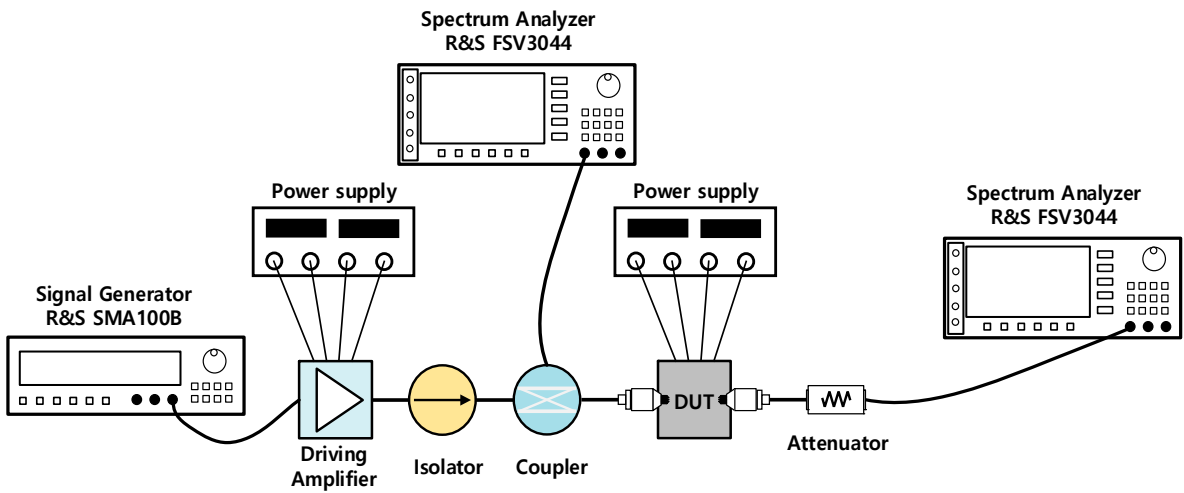 Spectrum Analyzer
R&S FSV3044
Power supply
Power supply
Spectrum Analyzer
R&S FSV3044
Signal Generator
R&S SMA100B
DUT
Driving
Amplifier
Isolator
Coupler
Attenuator